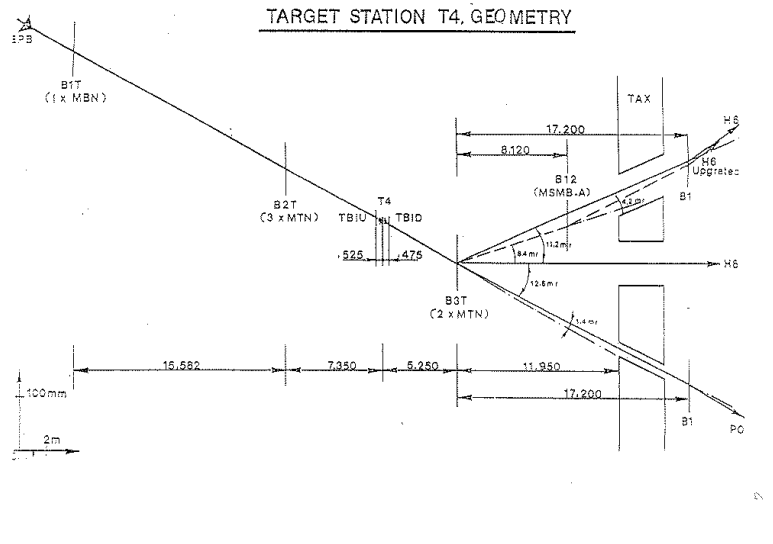 TARGET STATION T4, GEOMETRY
EPB
B1T
(1 x MBN)
B2T
(3 x MTN)
T4
TBIU
TBID
.525
.475
B3T
(2 x MTN)
TAX
17.200
8.120
B12
(MSMB-A)
H8
H6
Upgrated
B1
4.2 mr
11.2 mr
8.4 mr
H6
12.6 mr
1.4 mr
15.582
7.350
5.250
11.950
17.200
B1
P0
100mm
2m